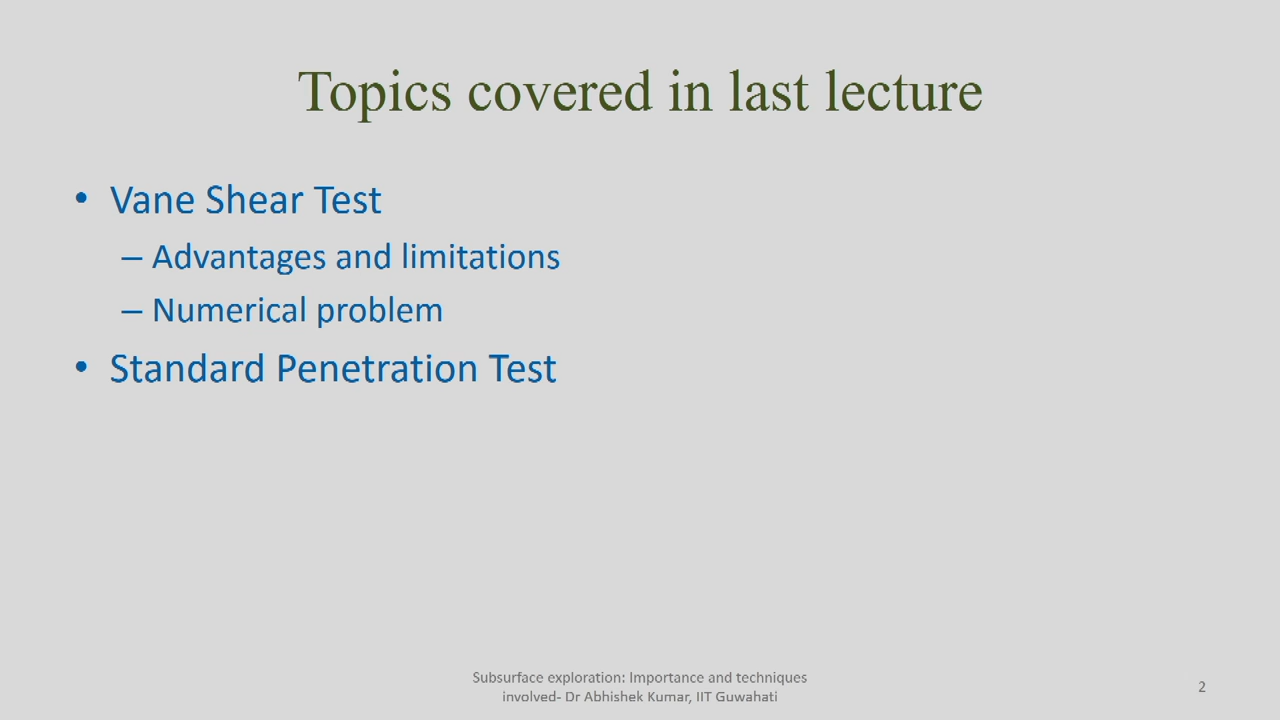 Topics covered in last lecture
• Vane Shear Test
– Advantages and limitations
– Numerical problem
• Standard Penetration Test
Subsurface exploration: Importance and techniques
involved- Dr Abhishek Kumar, IIT Guwahati
2